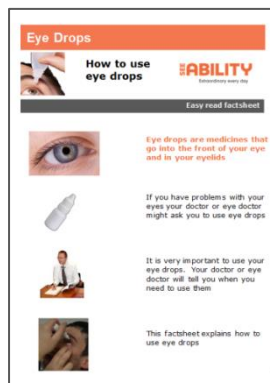 Eye Drops
How to use
eye drops
SEE ABILITY
Extraordinary every day
Easy read factsheet
Eye drops are medicines that
go into the front of your eye
and in your eyelids
If you have problems with your
eyes your doctor or eye doctor
might ask you to use eye drops
It is very important to use your
eye drops. Your doctor or eye
doctor will tell you when you
need to use them
This factsheet explains how to
use eye drops